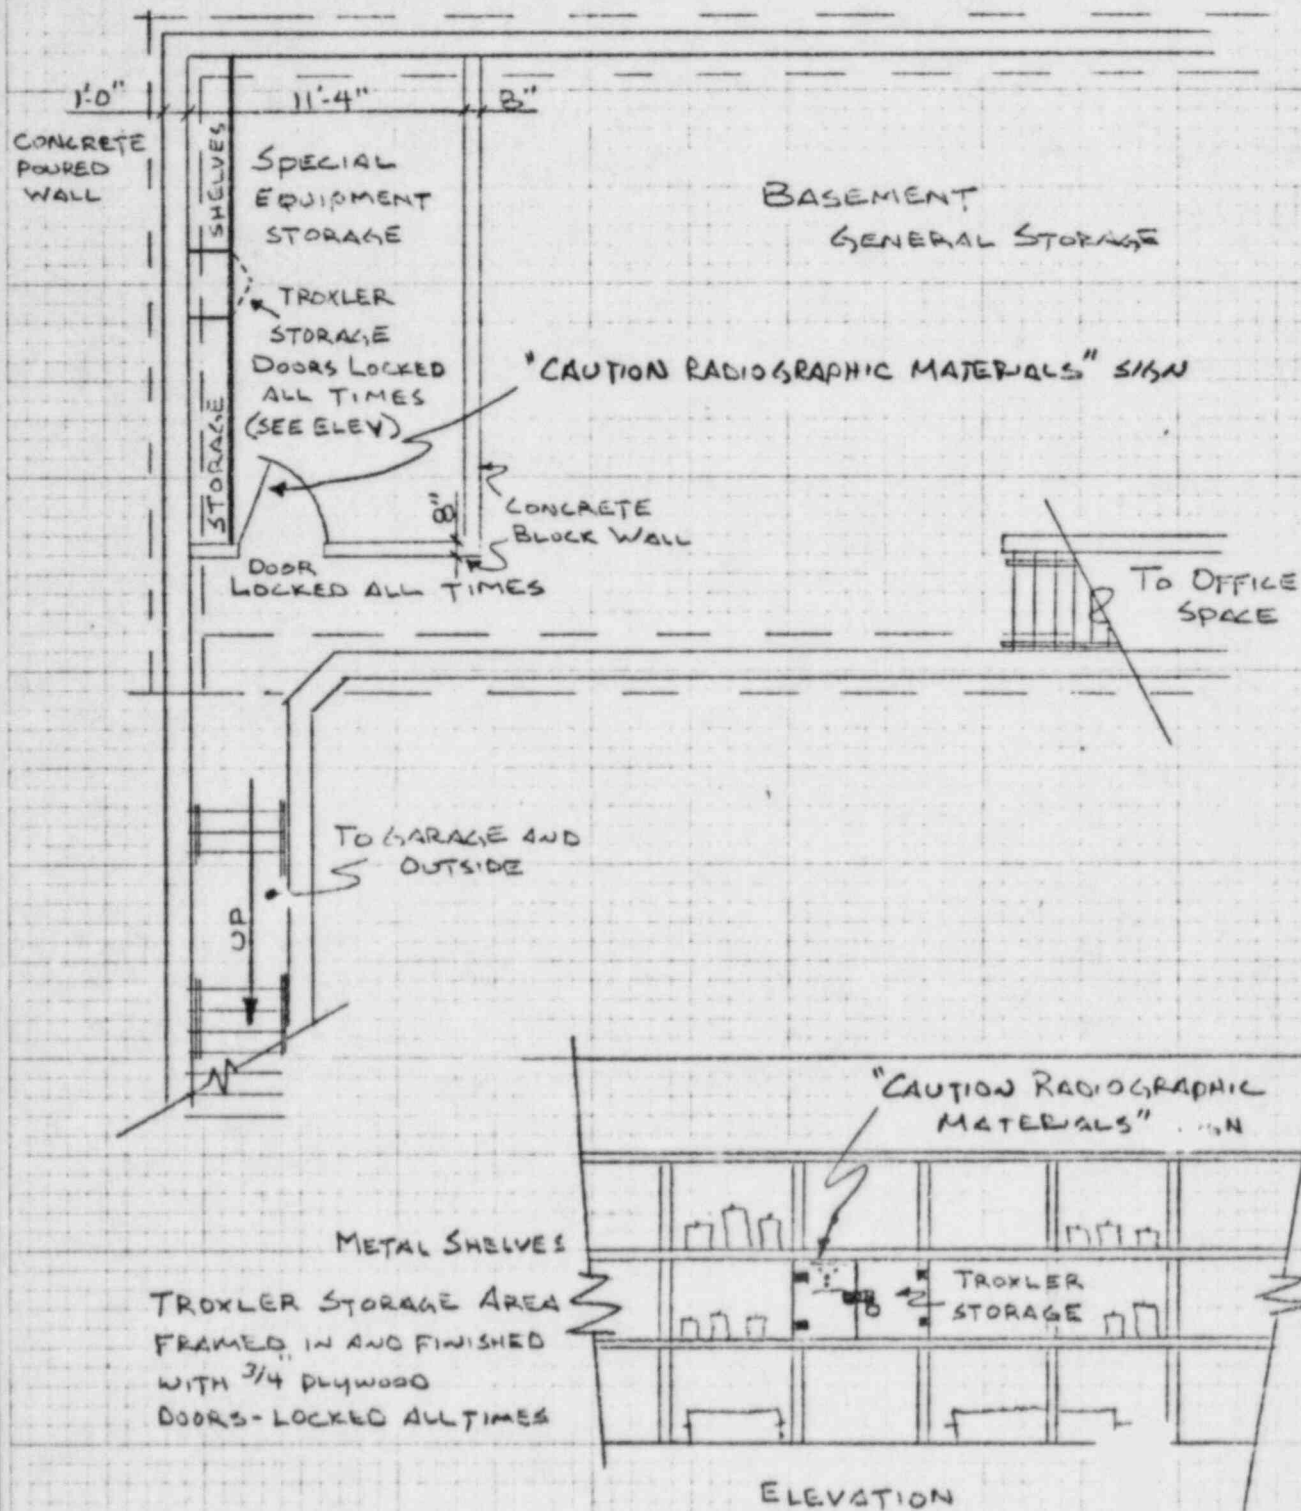 1'-0"
11'-4"
8"
CONCRETE
POURED
WALL
SHELVES
SPECIAL
EQUIPMENT
STORAGE
BASEMENT
GENERAL STORAGE
TROXLER
STORAGE
DOORS LOCKED
ALL TIMES
(SEE ELEV)
"CAUTION RADIOGRAPHIC MATERIALS" SIGN
STORAGE
8"
CONCRETE
BLOCK WALL
DOOR
LOCKED ALL TIMES
TO OFFICE
SPACE
TO GARAGE AND
OUTSIDE
UP
"CAUTION RADIOGRAPHIC
MATERIALS"
METAL SHELVES
TROXLER STORAGE AREA
FRAMED IN AND FINISHED
WITH 3/4" PLYWOOD
DOORS-LOCKED ALL TIMES
TROXLER
STORAGE
ELEVATION